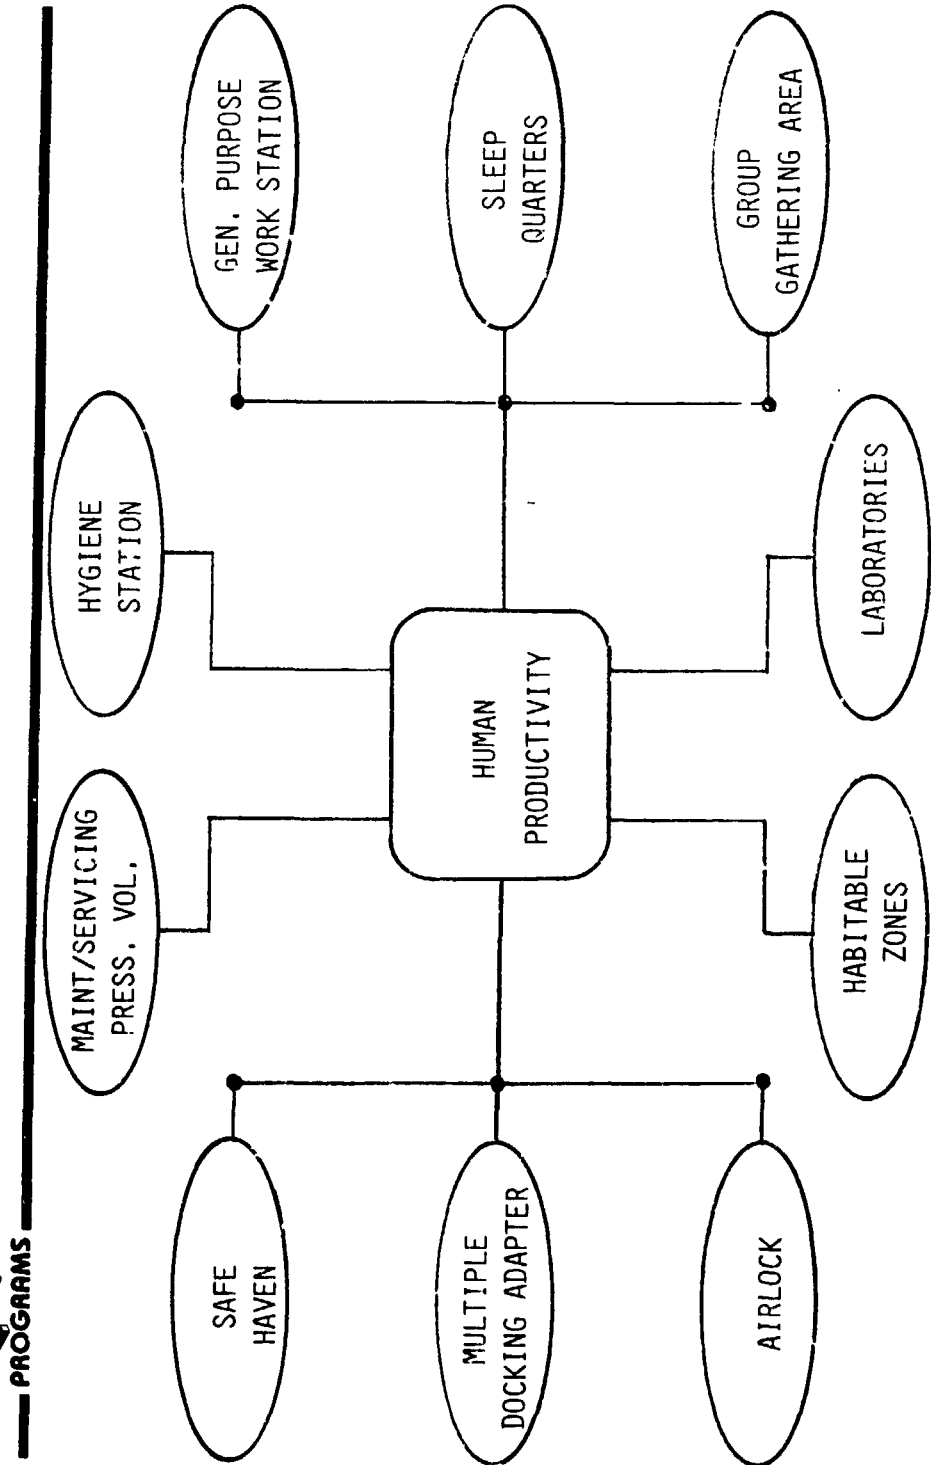 PROGRAMS
MAINT/SERVICING
PRESS. VOL.
HYGIENE
STATION
SAFE
HAVEN
GEN. PURPOSE
WORK STATION
MULTIPLE
DOCKING ADAPTER
HUMAN
PRODUCTIVITY
SLEEP
QUARTERS
AIRLOCK
GROUP
GATHERING AREA
HABITABLE
ZONES
LABORATORIES